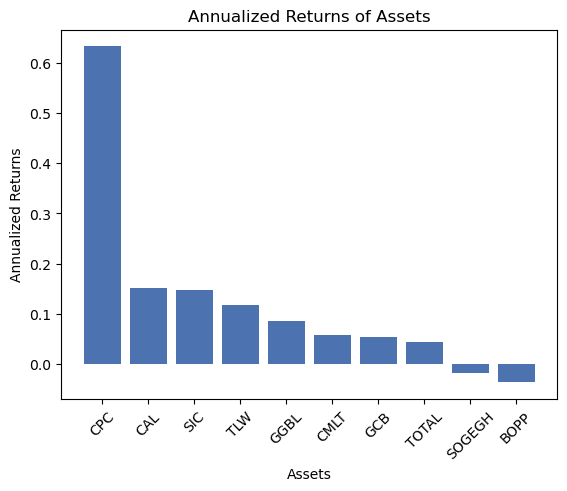 Annualized Returns of Assets
Annualized Returns
0.6
0.5
0.4
0.3
0.2
0.1
0.0
CPC
CAL
SIC
TLW
GGBL
CMLT
GCB
TOTAL
SOGEGH
BOPP
Assets